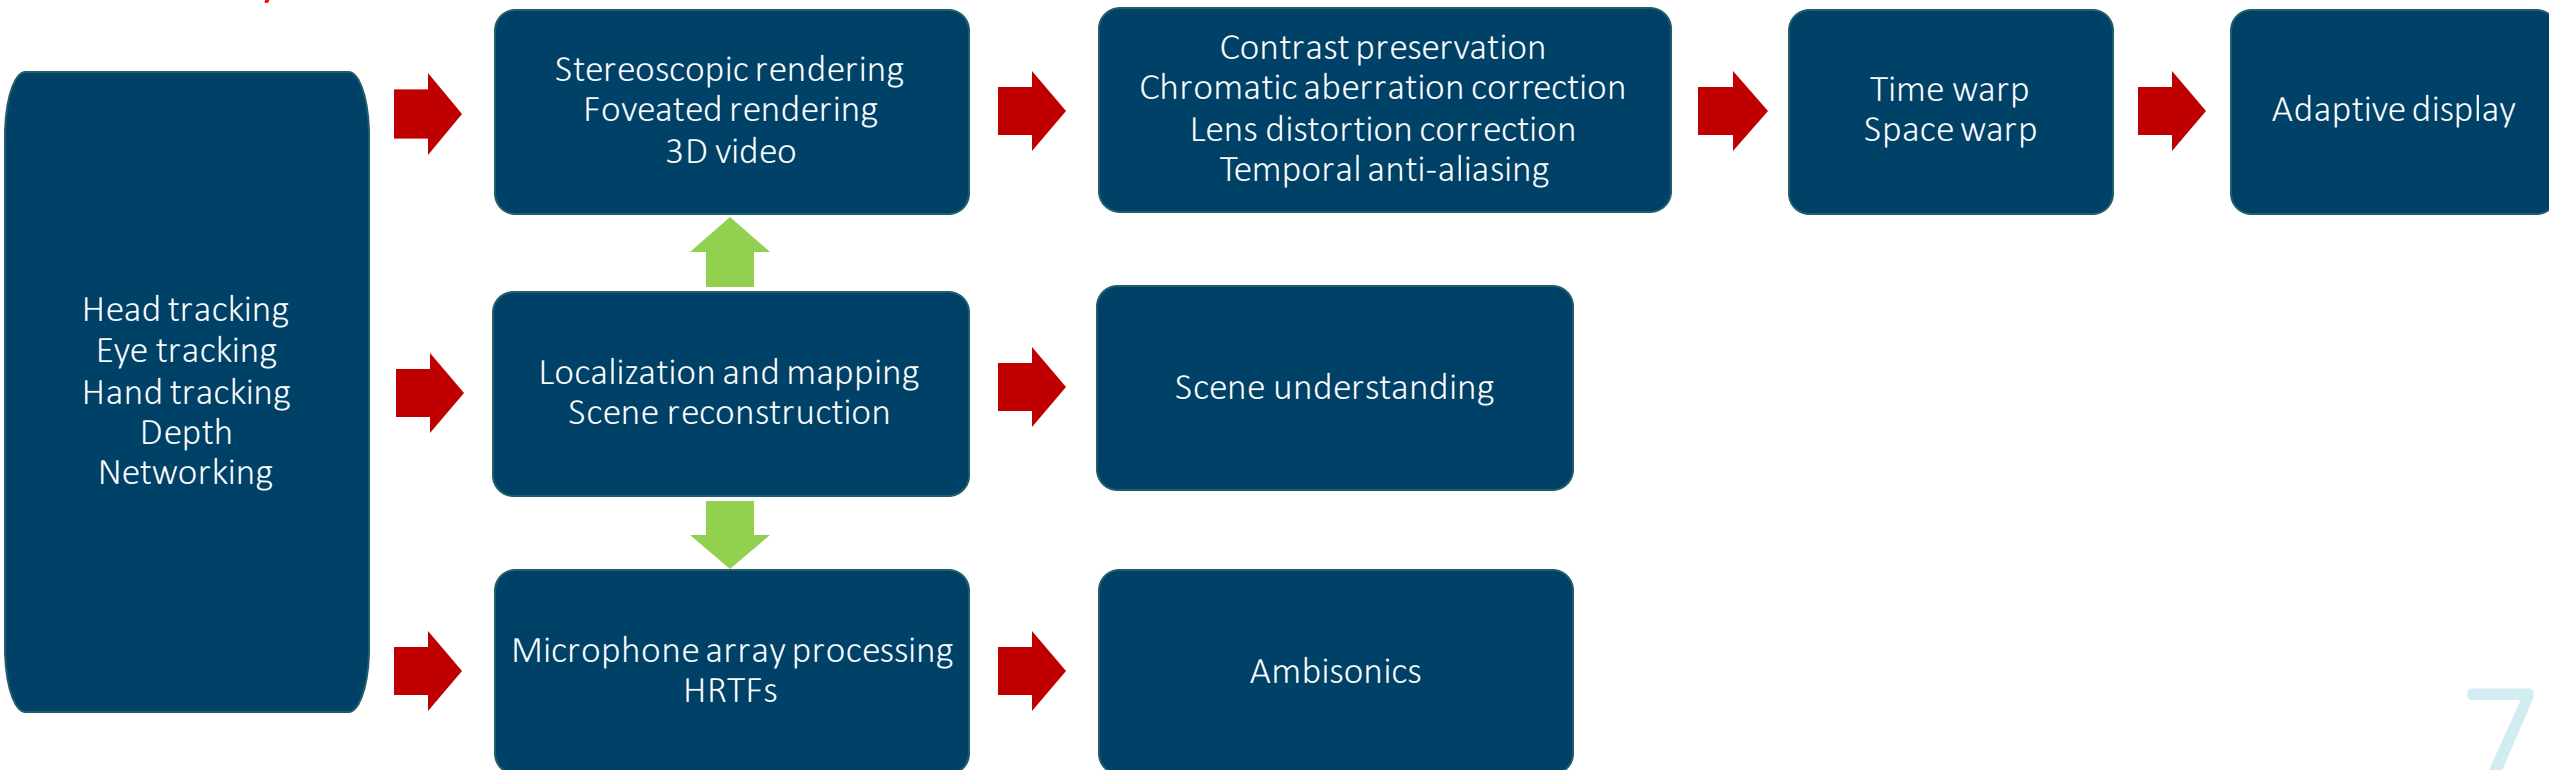 Stereoscopic rendering
Foveated rendering
3D video
Contrast preservation
Chromatic aberration correction
Lens distortion correction
Temporal anti-aliasing
Time warp
Space warp
Adaptive display
Head tracking
Eye tracking
Hand tracking
Depth
Networking
Localization and mapping
Scene reconstruction
Scene understanding
Microphone array processing
HRTFs
Ambisonics
7